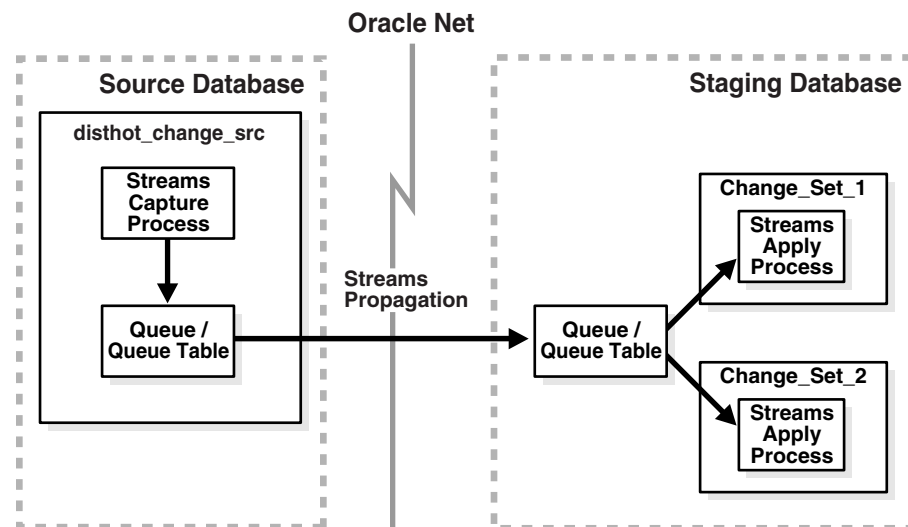 Oracle Net
Source Database
disthot_change_src
Streams
Capture
Process
Queue /
Queue Table
Streams
Propagation
Staging Database
Queue /
Queue Table
Change_Set_1
Streams
Apply
Process
Change_Set_2
Streams
Apply
Process